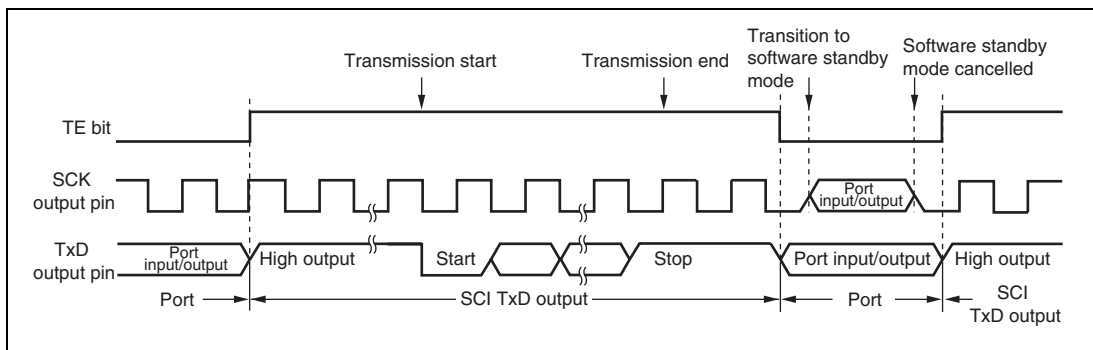 Transition to
software standby
mode
Software standby
mode cancelled
Transmission start
Transmission end
TE bit
SCK
output pin
Port
input/output
TxD
output pin
Port
input/output
High output
Start
Stop
Port input/output
High output
Port
SCI TxD output
Port
SCI
TxD output